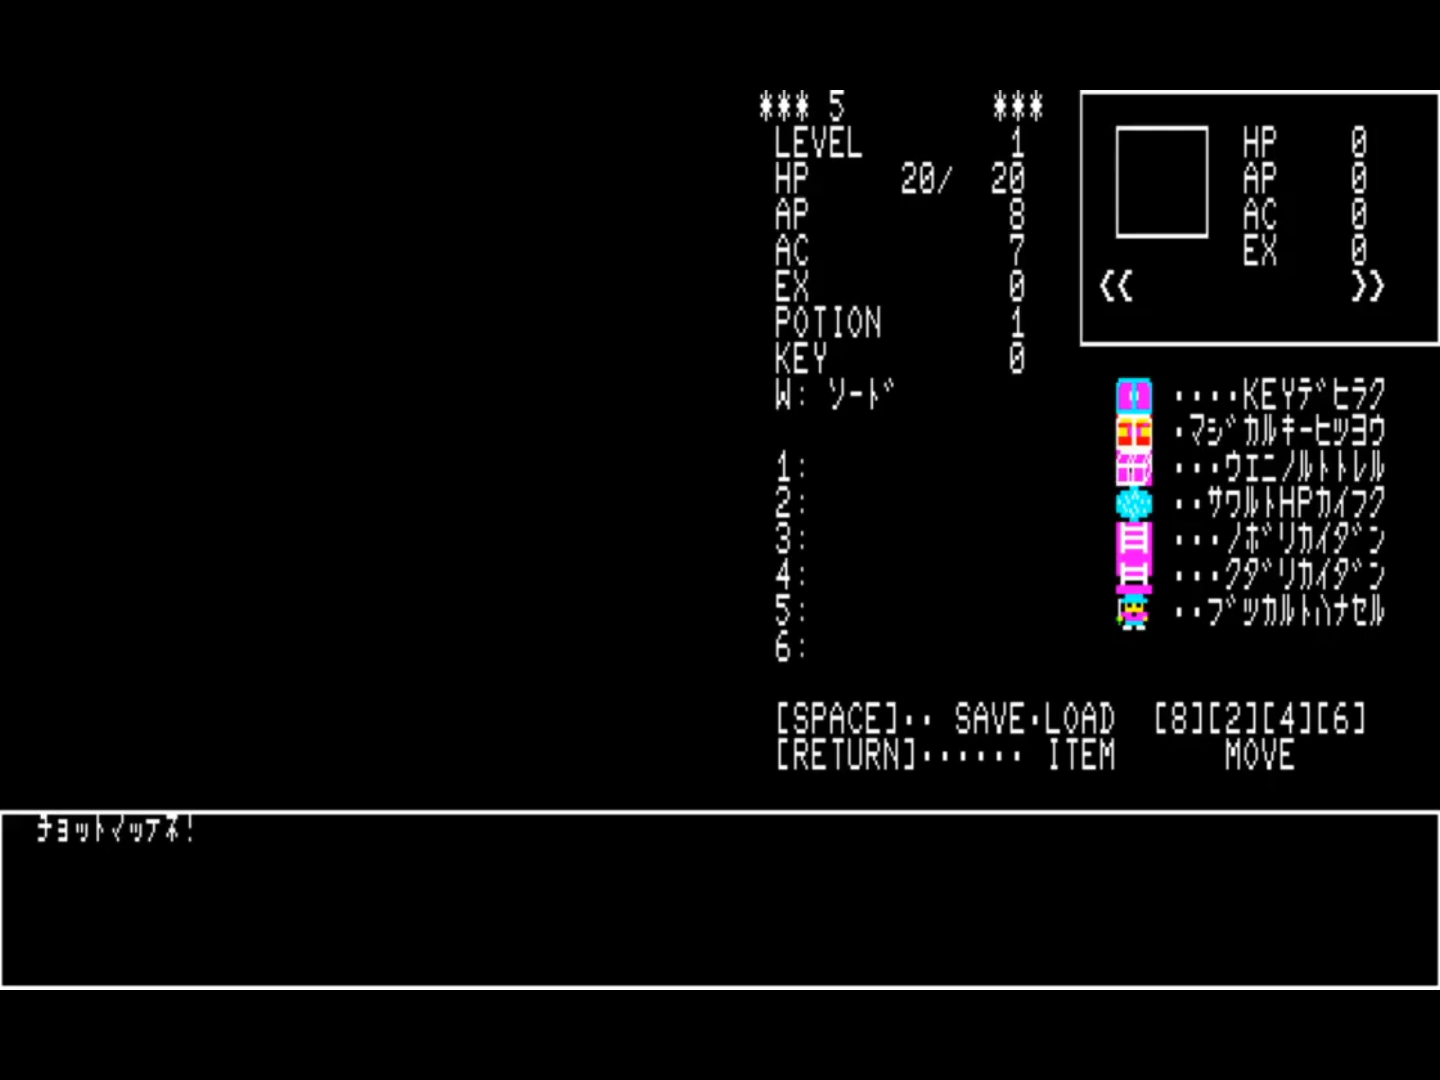 *** 5 ***
LEVEL 1
HP 20/ 20
AP 8
AC 7
EX 0
POTION 1
KEY 0
W: ソード
1:
2:
3:
4:
5:
6:
HP 0
AP 0
AC 0
EX 0
《 》
････KEYデヒラク
･マジカルキーヒツヨウ
･･･ウエニノルトトレル
･･サワルトHPカイフク
･･･ノボリカイダン
･･･クダリカイダン
･･ブツカルトハナセル
[SPACE]･･ SAVE･LOAD [8][2][4][6]
[RETURN]･･････ ITEM MOVE
チョットマッテネ!